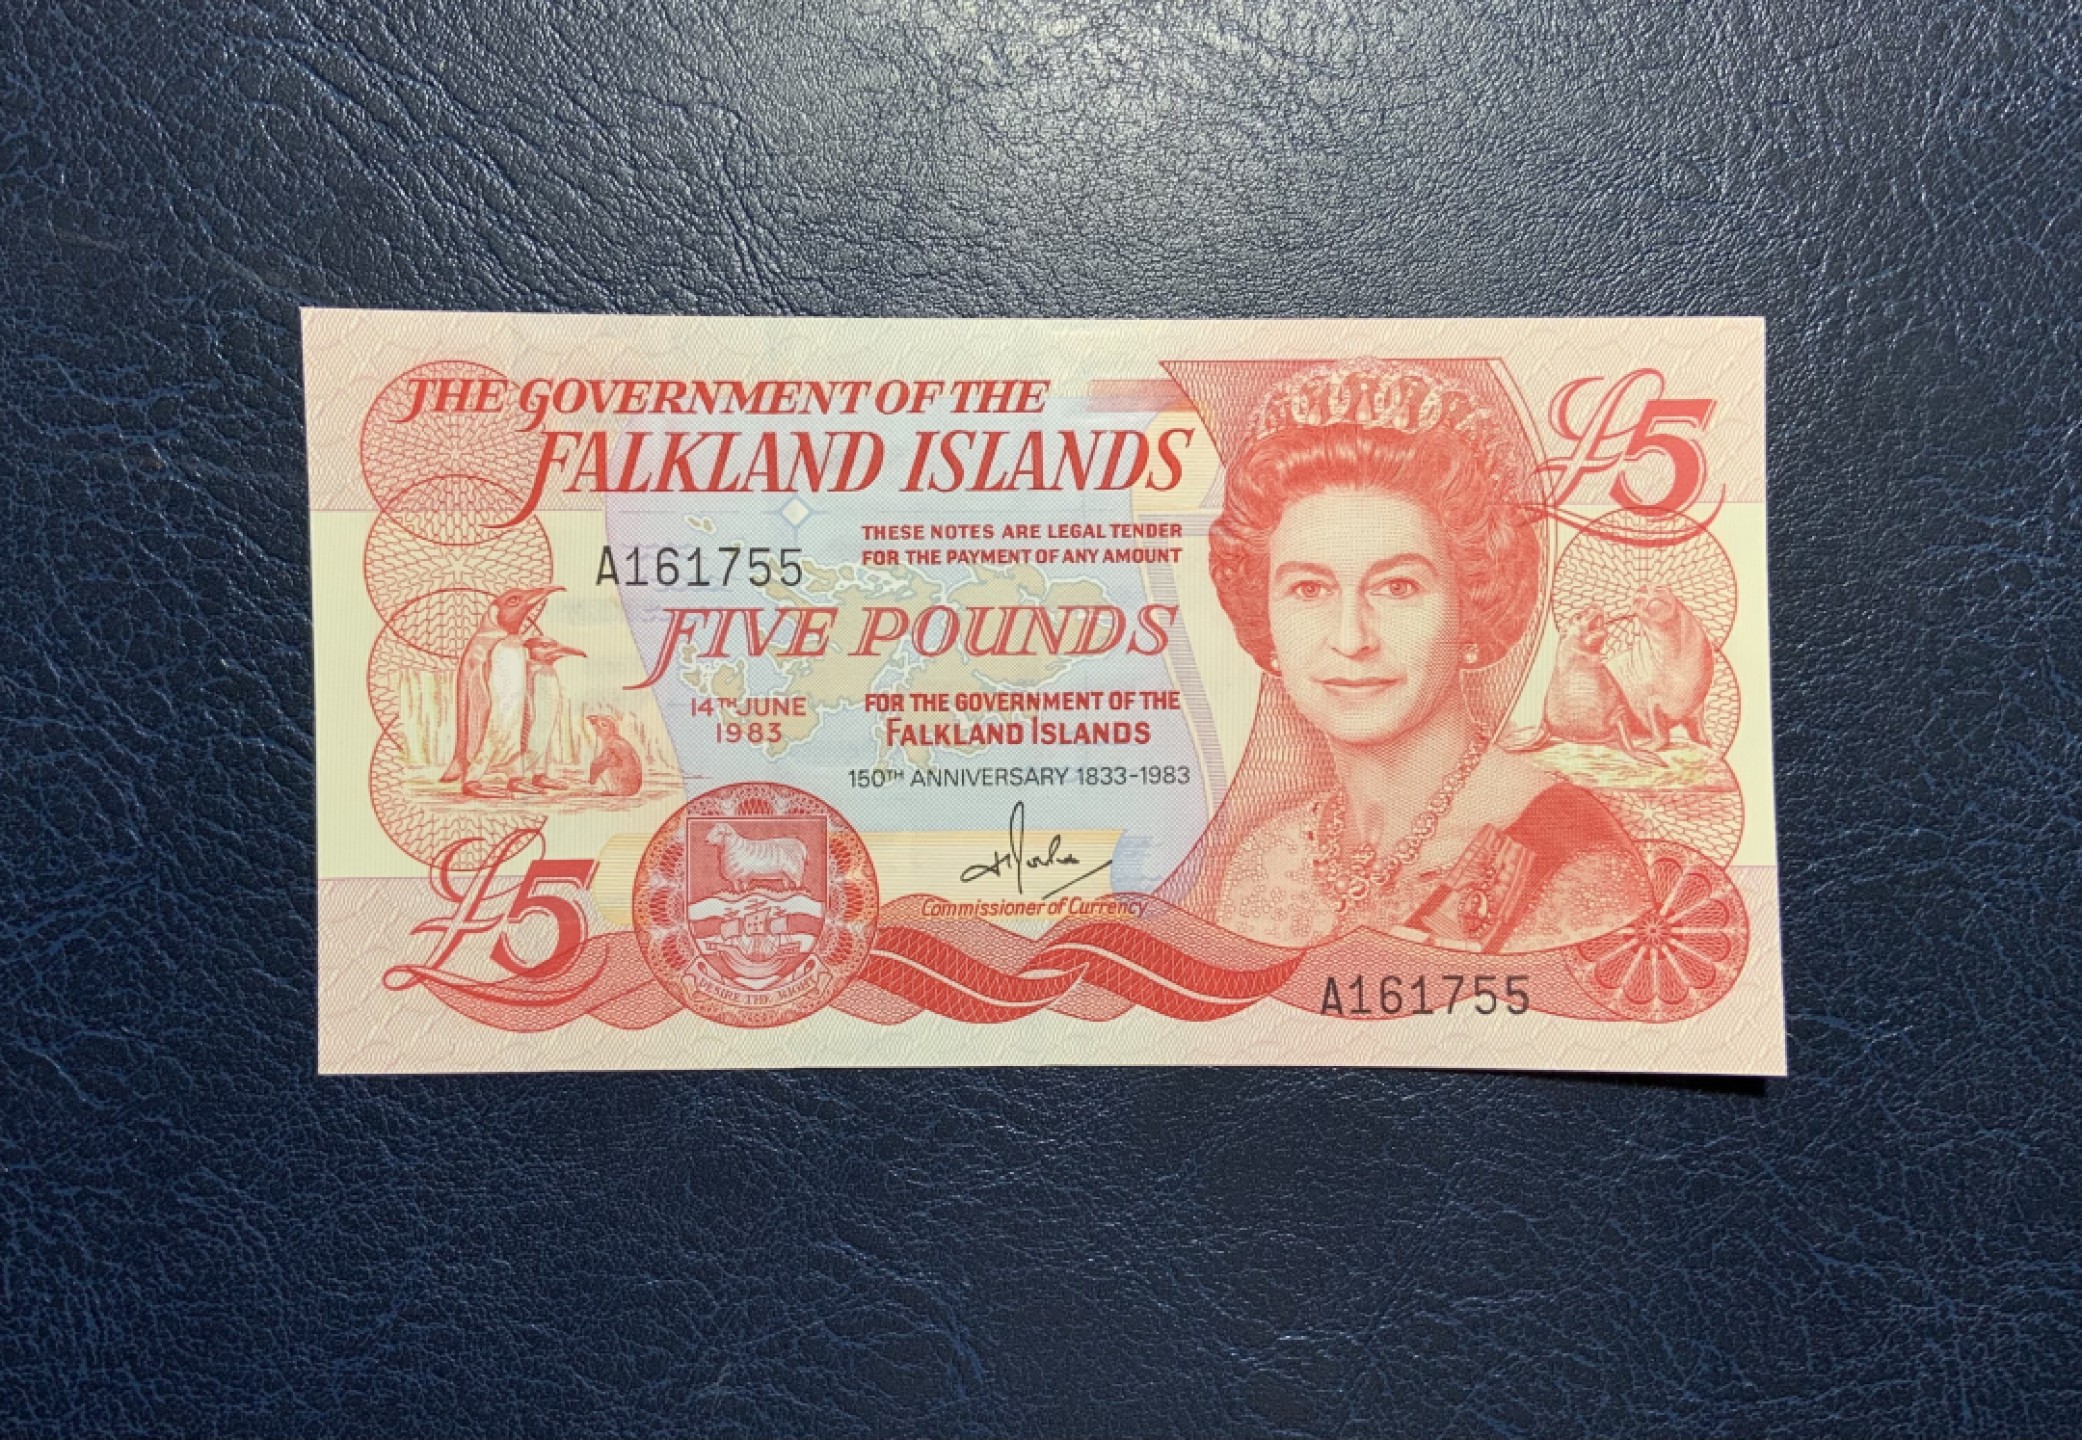 THE GOVERNMENT OF THE
FALKLAND ISLANDS
£5
THESE NOTES ARE LEGAL TENDER
FOR THE PAYMENT OF ANY AMOUNT
A161755
FIVE POUNDS
14TH JUNE
1983
FOR THE GOVERNMENT OF THE
FALKLAND ISLANDS
150TH ANNIVERSARY 1833-1983
Commissioner of Currency
£5
DESIRE THE RIGHT
A161755